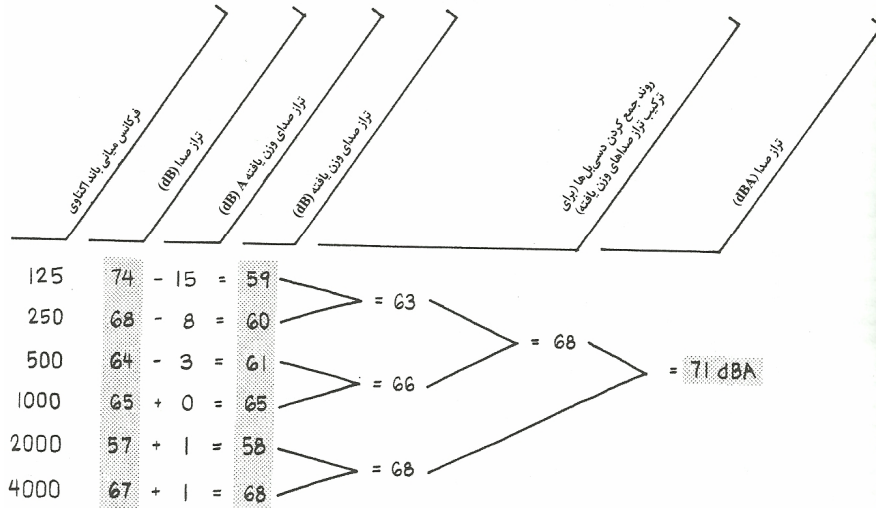 فرکانس میانی باند اکتاوی
تراز صدا (dB)
تراز صدای وزن یافته A (dB)
تراز صدای وزن یافته (dB)
روند جمع کردن دسی‌بل‌ها (برای
ترکیب تراز صداهای وزن یافته)
تراز صدا (dBA)
125 74 - 15 = 59
= 63
250 68 - 8 = 60
= 68
500 64 - 3 = 61
= 71 dBA
= 66
1000 65 + 0 = 65
2000 57 + 1 = 58
= 68
4000 67 + 1 = 68